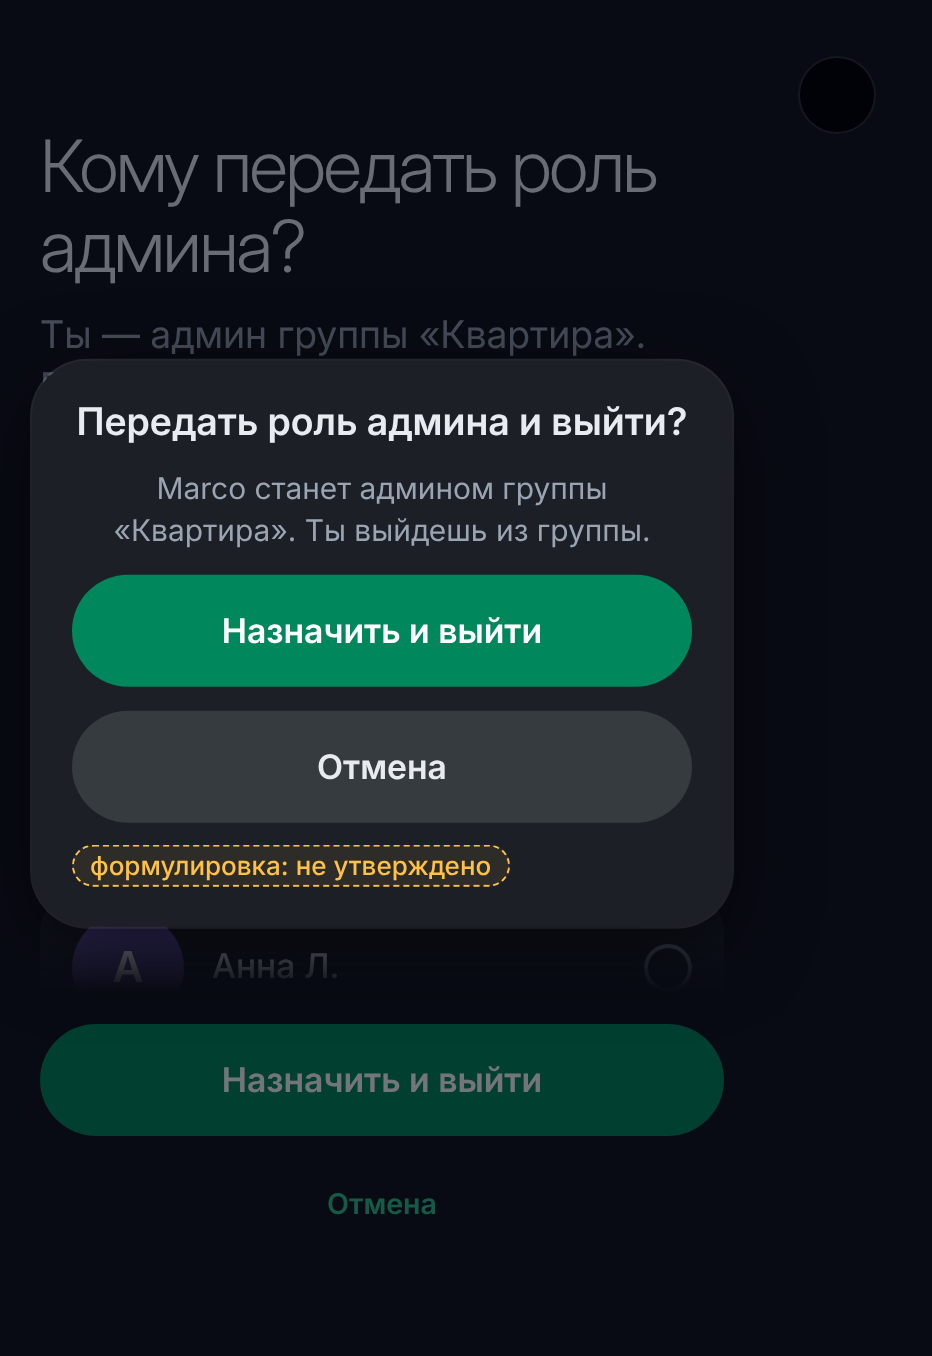 Кому передать роль
админа?
Ты — админ группы «Квартира».
Передать роль админа и выйти?
Marco станет админом группы
«Квартира». Ты выйдешь из группы.
Назначить и выйти
Отмена
формулировка: не утверждено
А
Анна Л.
Назначить и выйти
Отмена